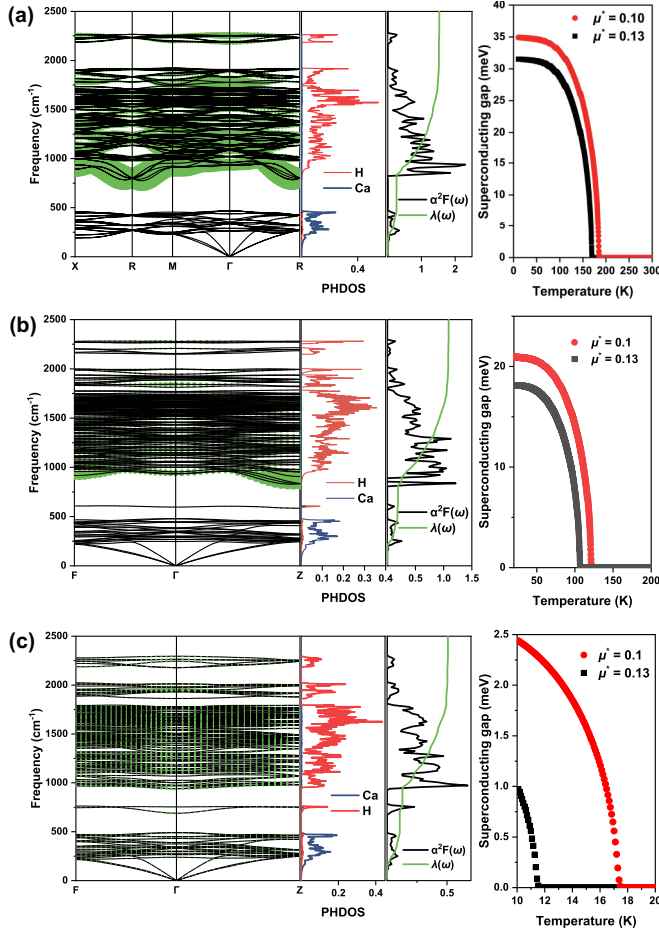 (a)
2500
2000
1500
1000
500
0
Frequency (cm⁻¹)
X R M Γ R
H
Ca
0.4
PHDOS
α²F(ω)
λ(ω)
1 2
40
35
30
25
20
15
10
5
0
Superconducting gap (meV)
μ* = 0.10
μ* = 0.13
0 50 100 150 200 250 300
Temperature (K)
(b)
2500
2000
1500
1000
500
0
Frequency (cm⁻¹)
F Γ Z
H
Ca
0.1 0.2 0.3 0.4
PHDOS
α²F(ω)
λ(ω)
0.5 1.0 1.5
20
10
0
Superconducting gap (meV)
μ* = 0.1
μ* = 0.13
50 100 150 200
Temperature (K)
(c)
2500
2000
1500
1000
500
0
Frequency (cm⁻¹)
F Γ Z
Ca
H
0.2 0.4
PHDOS
α²F(ω)
λ(ω)
0.5
2.5
2.0
1.5
1.0
0.5
0.0
Superconducting gap (meV)
μ* = 0.1
μ* = 0.13
10 12 14 16 18 20
Temperature (K)